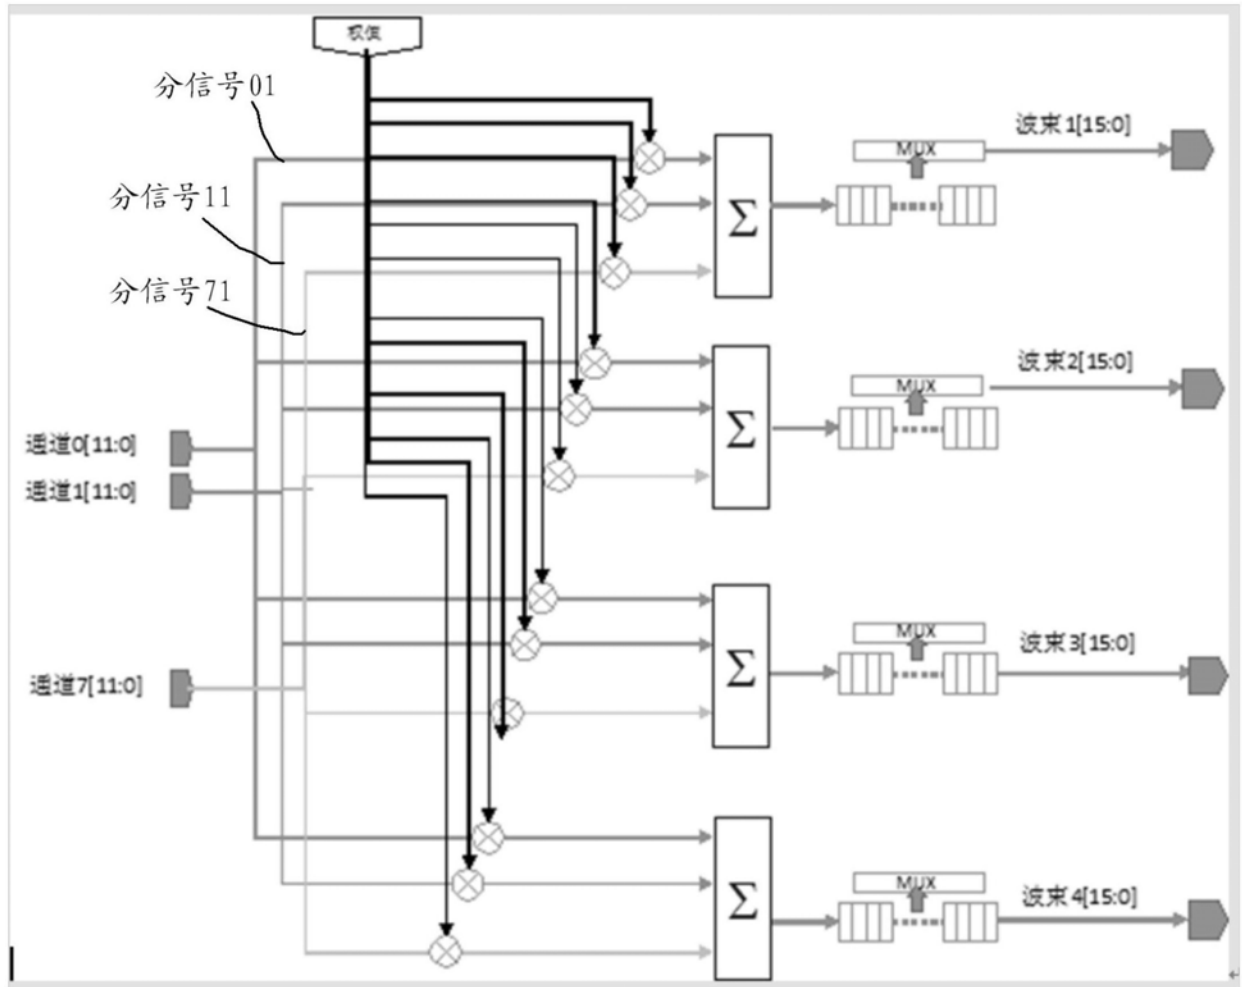 权值
分信号01
分信号11
分信号71
通道0[11:0]
通道1[11:0]
通道7[11:0]
Σ
MUX
波束1[15:0]
Σ
MUX
波束2[15:0]
Σ
MUX
波束3[15:0]
Σ
MUX
波束4[15:0]